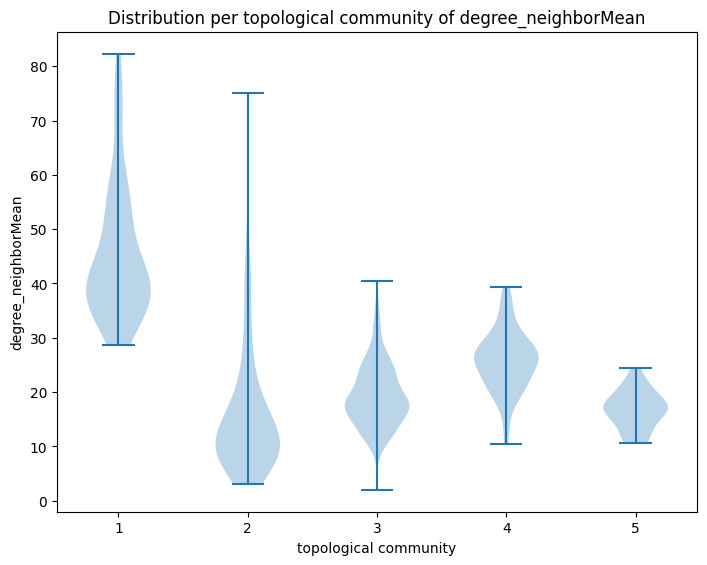 Distribution per topological community of degree_neighborMean
degree_neighborMean
80
70
60
50
40
30
20
10
0
1 2 3 4 5
topological community